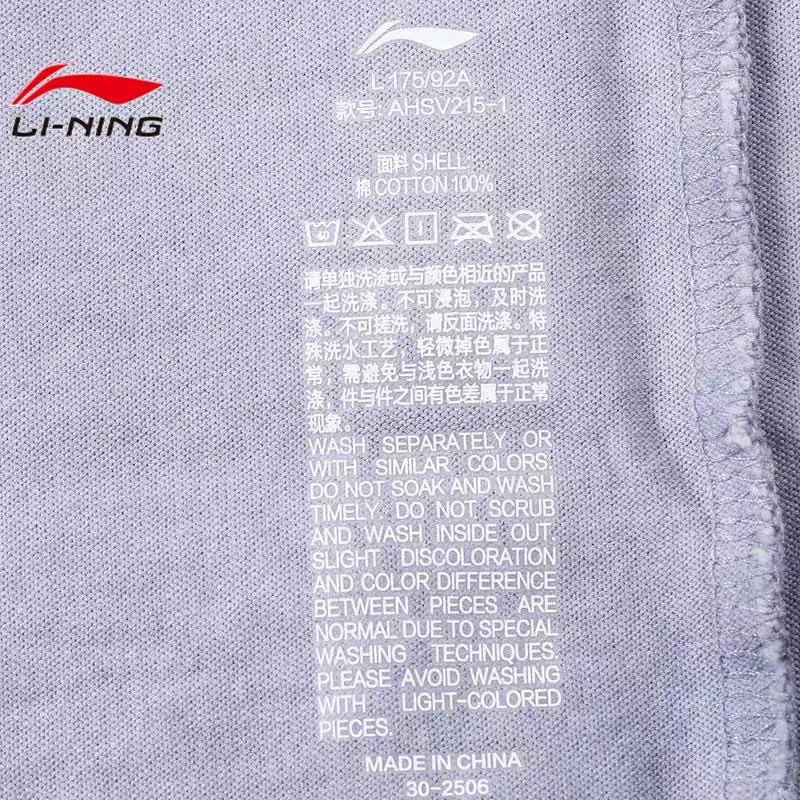 LI-NING
L 175/92A
款号: AHSV215-1
面料 SHELL:
棉 COTTON 100%
40
请单独洗涤或与颜色相近的产品
一起洗涤。不可浸泡，及时洗
涤。不可搓洗，请反面洗涤。特
殊洗水工艺，轻微掉色属于正
常，需避免与浅色衣物一起洗
涤，件与件之间有色差属于正常
现象。
WASH SEPARATELY OR
WITH SIMILAR COLORS.
DO NOT SOAK AND WASH
TIMELY. DO NOT SCRUB
AND WASH INSIDE OUT.
SLIGHT DISCOLORATION
AND COLOR DIFFERENCE
BETWEEN PIECES ARE
NORMAL DUE TO SPECIAL
WASHING TECHNIQUES.
PLEASE AVOID WASHING
WITH LIGHT-COLORED
PIECES.
MADE IN CHINA
30-2506